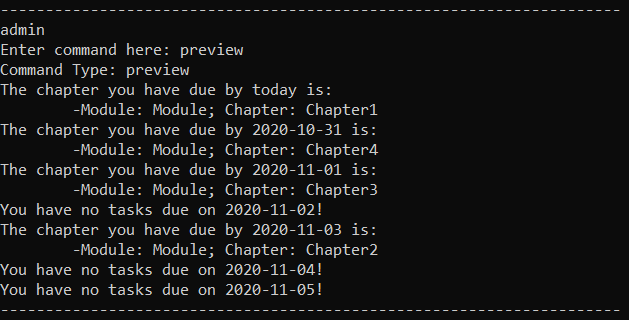 ---------------------------------------------------------------------
admin
Enter command here: preview
Command Type: preview
The chapter you have due by today is:
        -Module: Module; Chapter: Chapter1
The chapter you have due by 2020-10-31 is:
        -Module: Module; Chapter: Chapter4
The chapter you have due by 2020-11-01 is:
        -Module: Module; Chapter: Chapter3
You have no tasks due on 2020-11-02!
The chapter you have due by 2020-11-03 is:
        -Module: Module; Chapter: Chapter2
You have no tasks due on 2020-11-04!
You have no tasks due on 2020-11-05!
---------------------------------------------------------------------